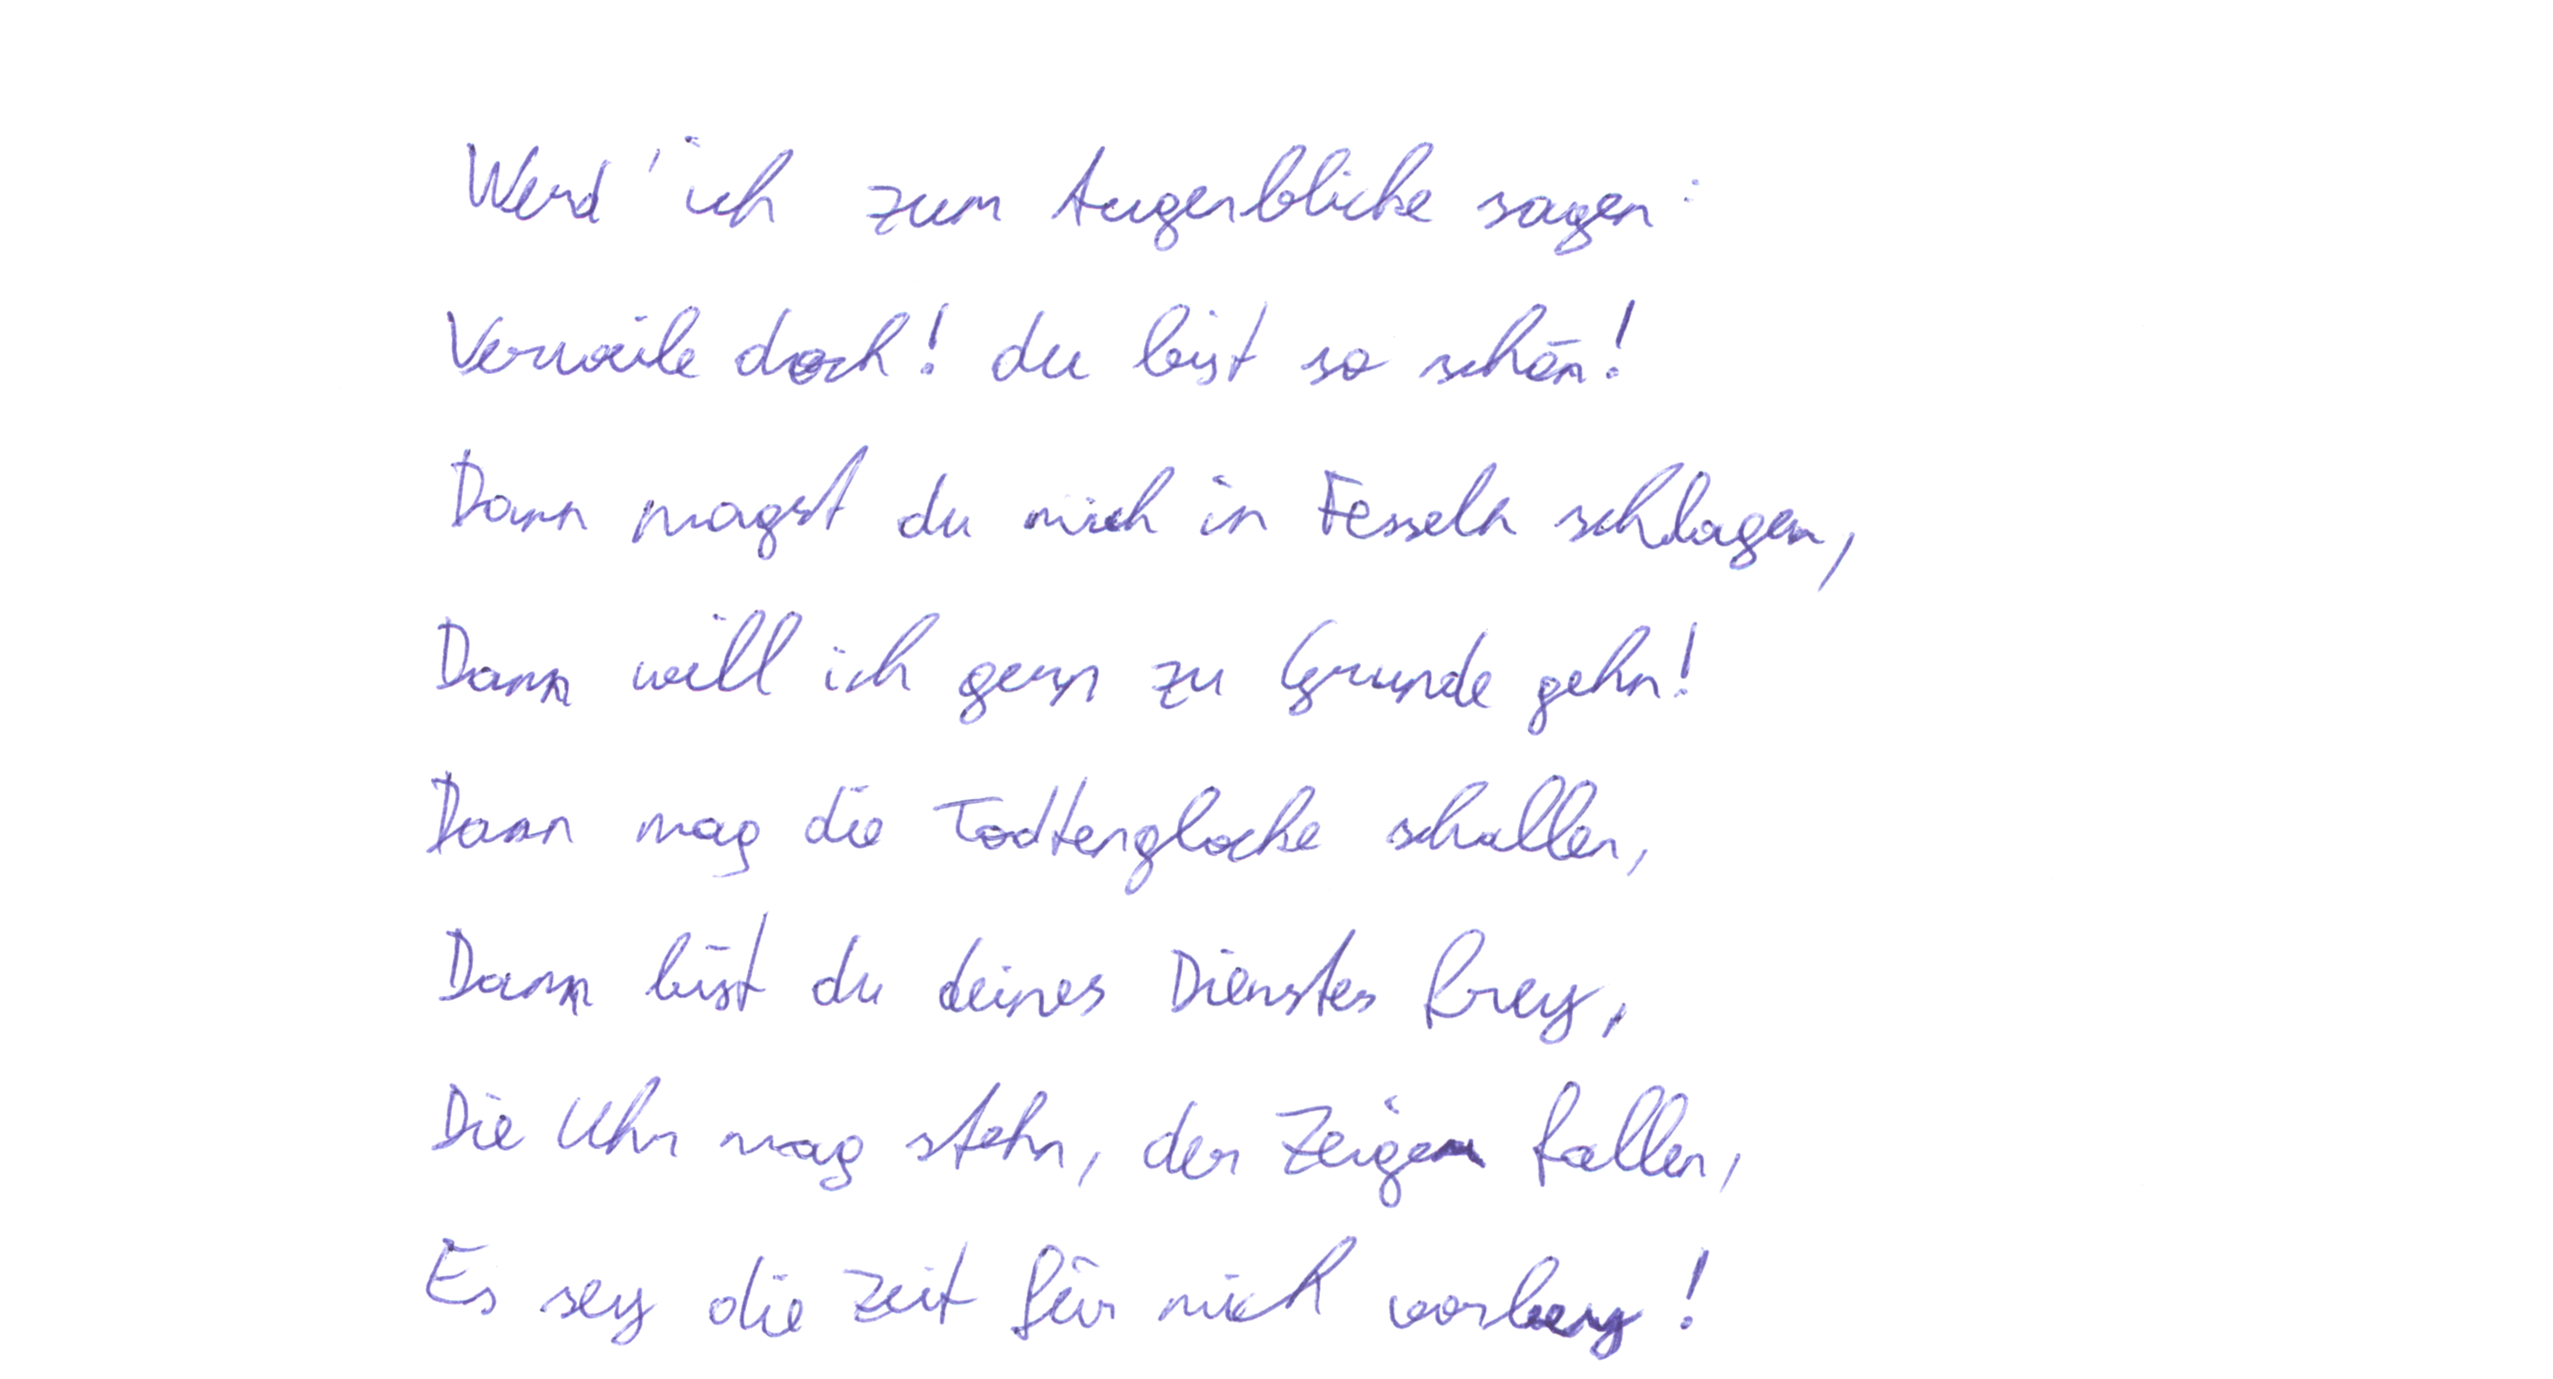 Werd' ich zum Augenblicke sagen:
Verweile doch! du bist so schön!
Dann magst du mich in Fesseln schlagen,
Dann will ich gern zu Grunde gehn!
Dann mag die Todtenglocke schallen,
Dann bist du deines Dienstes frey,
Die Uhr mag stehn, der Zeiger fallen,
Es sey die Zeit für mich vorbey!